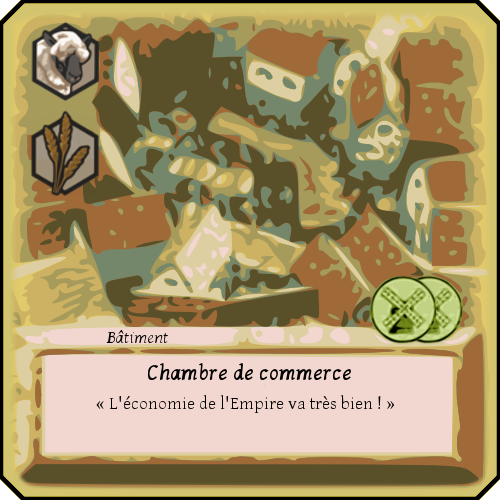 Bâtiment
Chambre de commerce
« L'économie de l'Empire va très bien ! »